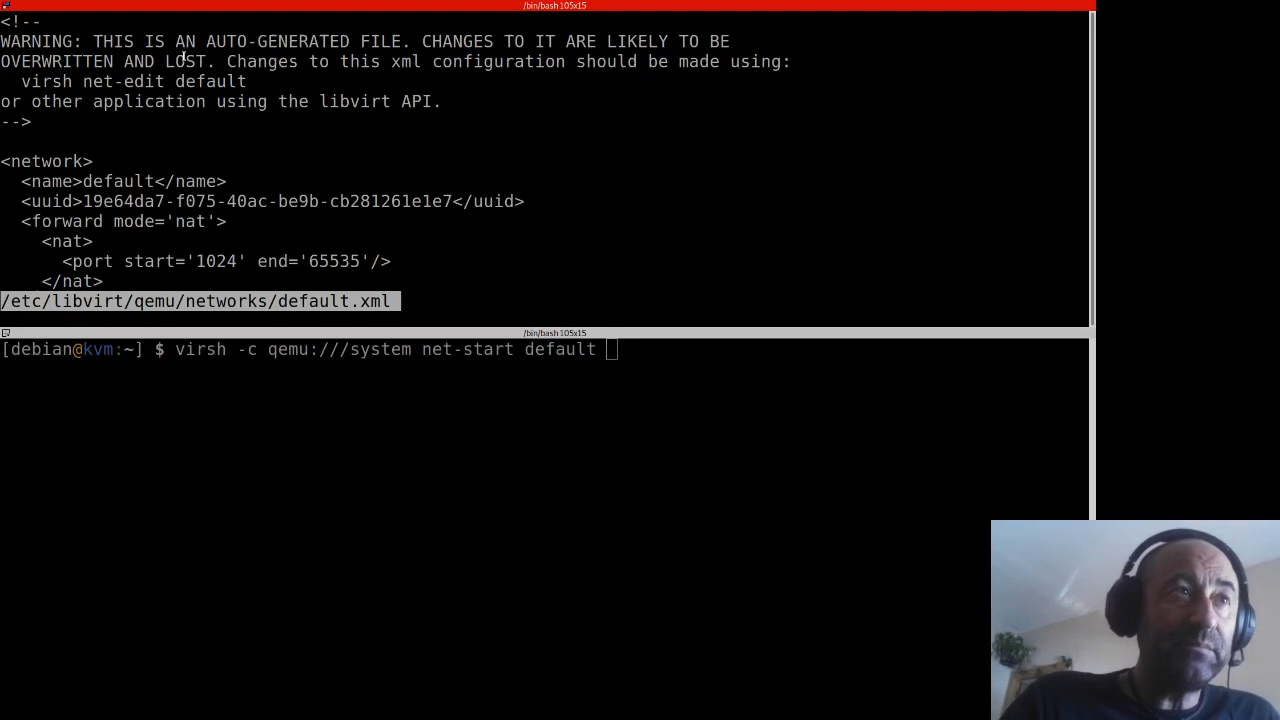 /bin/bash 105x15
<!--
WARNING: THIS IS AN AUTO-GENERATED FILE. CHANGES TO IT ARE LIKELY TO BE
OVERWRITTEN AND LOST. Changes to this xml configuration should be made using:
  virsh net-edit default
or other application using the libvirt API.
-->

<network>
  <name>default</name>
  <uuid>19e64da7-f075-40ac-be9b-cb281261e1e7</uuid>
  <forward mode='nat'>
    <nat>
      <port start='1024' end='65535'/>
    </nat>
/etc/libvirt/qemu/networks/default.xml
/bin/bash 105x15
[debian@kvm:~] $ virsh -c qemu:///system net-start default